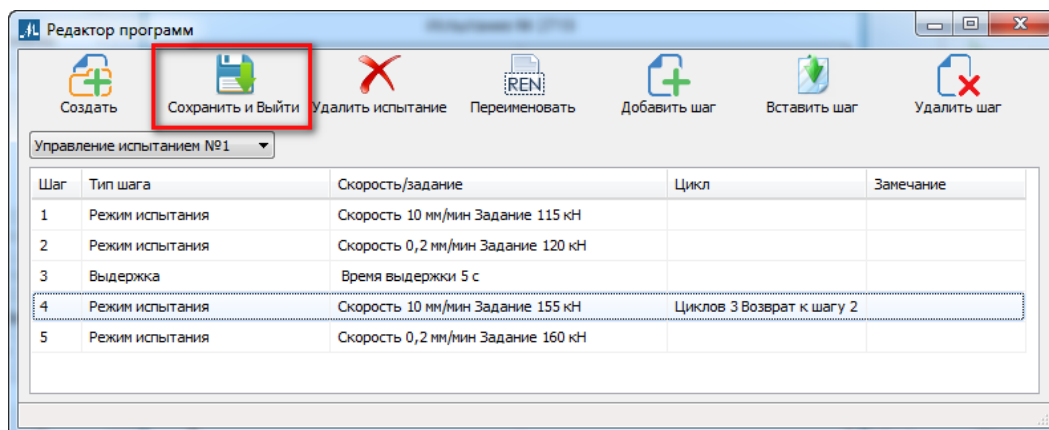 Редактор программ
REN
Создать Сохранить и Выйти Удалить испытание Переименовать Добавить шаг Вставить шаг Удалить шаг
Управление испытанием №1
Шаг Тип шага Скорость/задание Цикл Замечание
1 Режим испытания Скорость 10 мм/мин Задание 115 кН
2 Режим испытания Скорость 0,2 мм/мин Задание 120 кН
3 Выдержка Время выдержки 5 с
4 Режим испытания Скорость 10 мм/мин Задание 155 кН Циклов 3 Возврат к шагу 2
5 Режим испытания Скорость 0,2 мм/мин Задание 160 кН